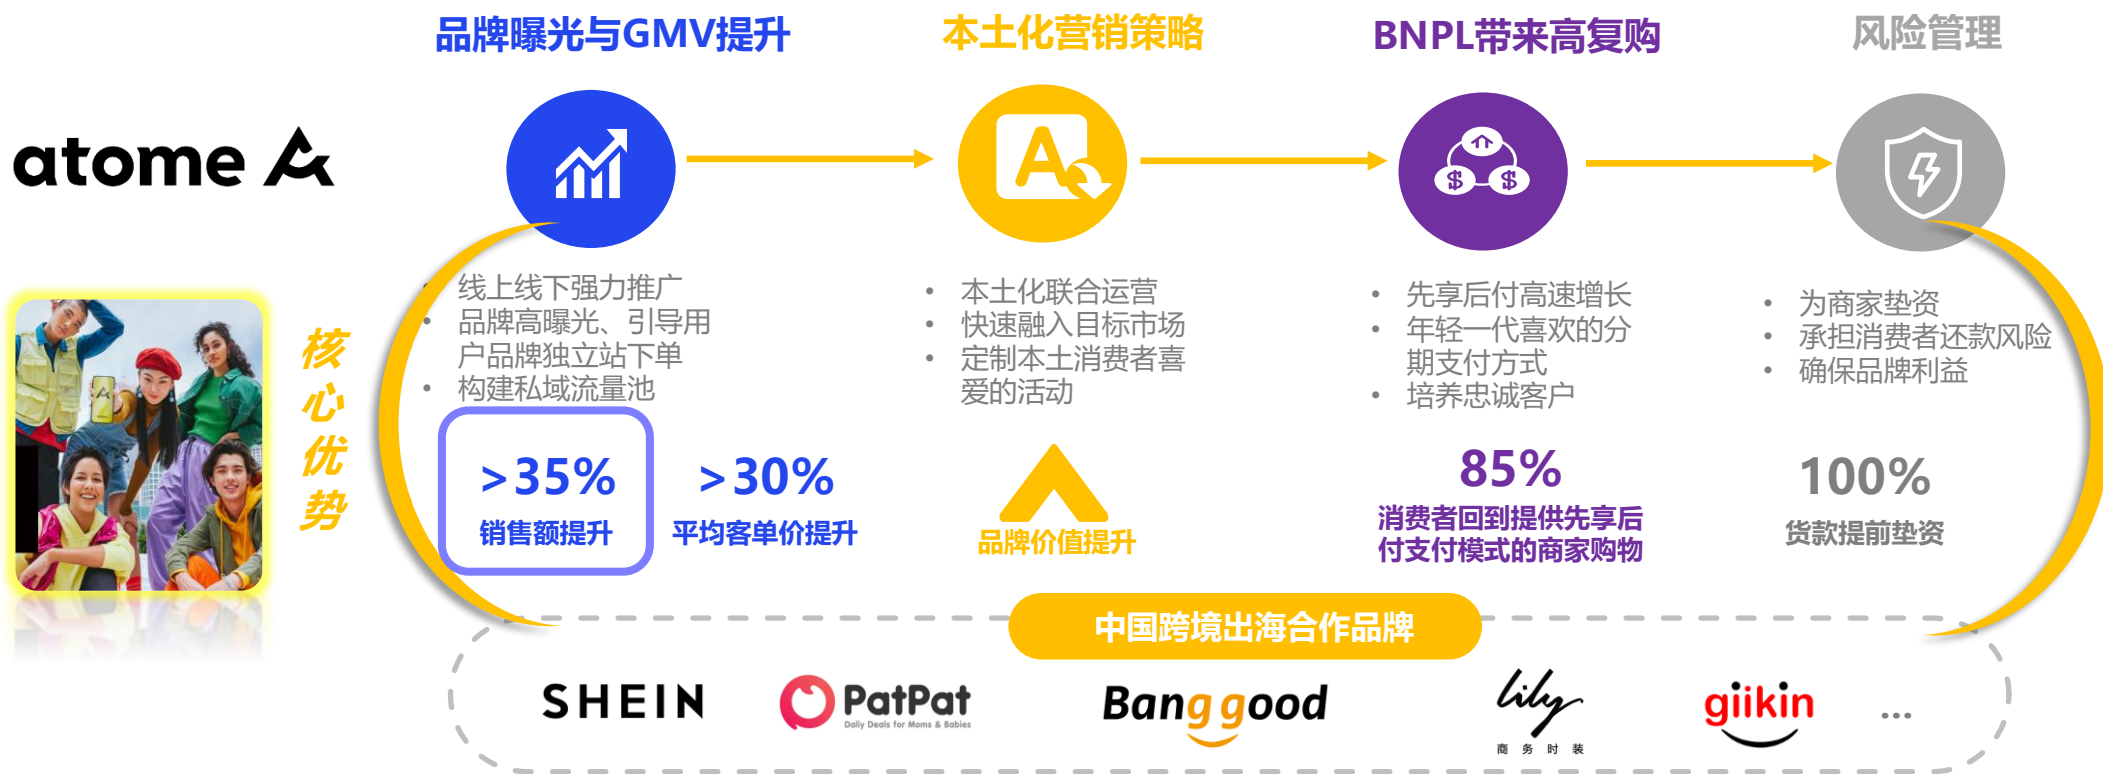 品牌曝光与GMV提升
本土化营销策略
BNPL带来高复购
风险管理
atome
核心优势
线上线下强力推广
品牌高曝光、引导用
户品牌独立站下单
构建私域流量池
>35%
销售额提升
>30%
平均客单价提升
本土化联合运营
快速融入目标市场
定制本土消费者喜
爱的活动
品牌价值提升
先享后付高速增长
年轻一代喜欢的分
期支付方式
培养忠诚客户
85%
消费者回到提供先享后
付支付模式的商家购物
为商家垫资
承担消费者还款风险
确保品牌利益
100%
货款提前垫资
中国跨境出海合作品牌
SHEIN
PatPat
Daily Deals for Moms & Babies
Banggood
lily
商务时装
giikin
...